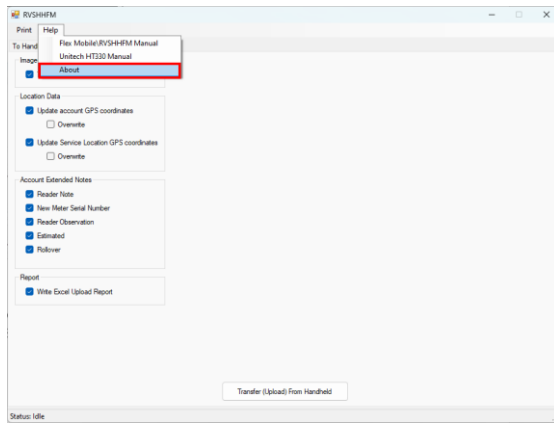 RVSHHFM
Print Help
Flex Mobile\RVSHHFM Manual
To Hand
Unitech HT330 Manual
Image
About
Location Data
Update account GPS coordinates
Overwrite
Update Service Location GPS coordinates
Overwrite
Account Extended Notes
Reader Note
New Meter Serial Number
Reader Observation
Estimated
Rollover
Report
Write Excel Upload Report
Transfer (Upload) From Handheld
Status: Idle